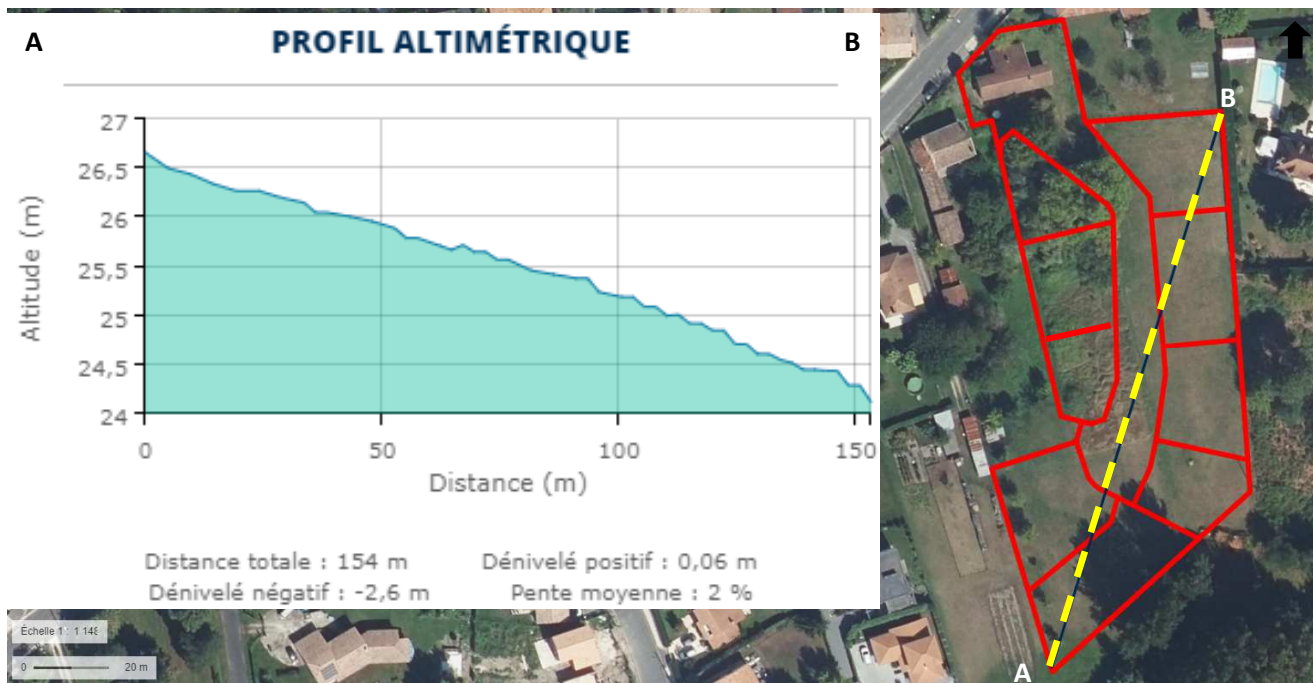 A PROFIL ALTIMÉTRIQUE B
27
26,5
26
25,5
25
24,5
24
Altitude (m)
0 50 100 150
Distance (m)
Distance totale : 154 m Dénivelé positif : 0,06 m
Dénivelé négatif : -2,6 m Pente moyenne : 2 %
Échelle 1 : 1 148
0 20 m
B
A